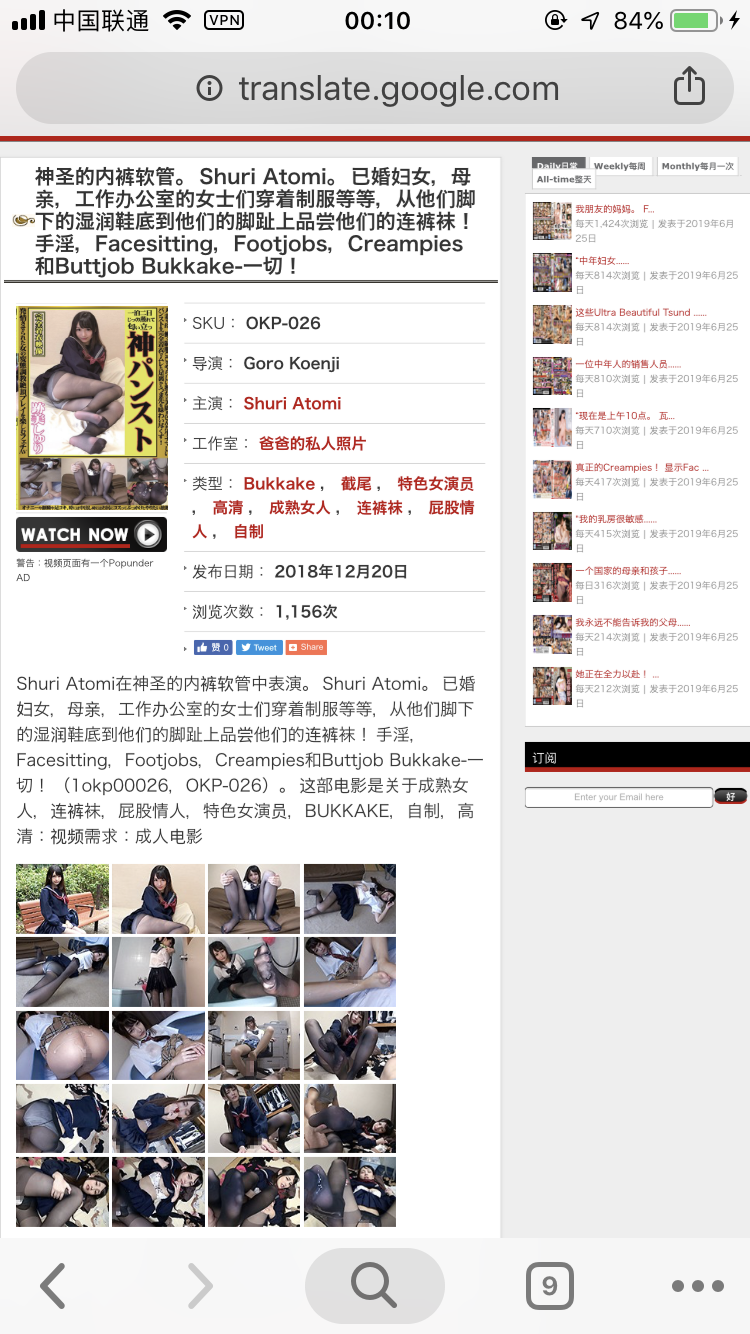 中国联通 VPN 00:10 84%
translate.google.com
神圣的内裤软管。 Shuri Atomi。 已婚妇女，母
亲，工作办公室的女士们穿着制服等等，从他们脚
下的湿润鞋底到他们的脚趾上品尝他们的连裤袜！
手淫，Facesitting，Footjobs，Creampies
和Buttjob Bukkake-一切！
神パンスト
跡美しゅり
WATCH NOW
警告：视频页面有一个Popunder
AD
SKU： OKP-026
导演： Goro Koenji
主演： Shuri Atomi
工作室： 爸爸的私人照片
类型： Bukkake， 截尾， 特色女演员
， 高清， 成熟女人， 连裤袜， 屁股情
人， 自制
发布日期： 2018年12月20日
浏览次数： 1,156次
赞 0 Tweet Share
Shuri Atomi在神圣的内裤软管中表演。 Shuri Atomi。 已婚
妇女，母亲，工作办公室的女士们穿着制服等等，从他们脚下
的湿润鞋底到他们的脚趾上品尝他们的连裤袜！ 手淫，
Facesitting，Footjobs，Creampies和Buttjob Bukkake-一
切！（1okp00026，OKP-026）。 这部电影是关于成熟女
人，连裤袜，屁股情人，特色女演员，BUKKAKE，自制，高
清：视频需求：成人电影
Daily日常 Weekly每周 Monthly每月一次
All-time整天
我朋友的妈妈。 F...
每天1,424次浏览 | 发表于2019年6月
25日
“中年妇女......
每天814次浏览 | 发表于2019年6月25
日
这些Ultra Beautiful Tsund ......
每天814次浏览 | 发表于2019年6月25
日
一位中年人的销售人员......
每天810次浏览 | 发表于2019年6月25
日
“现在是上午10点。 瓦...
每天710次浏览 | 发表于2019年6月25
日
真正的Creampies！ 显示Fac ...
每天417次浏览 | 发表于2019年6月25
日
“我的乳房很敏感......
每天415次浏览 | 发表于2019年6月25
日
一个国家的母亲和孩子......
每日316次浏览 | 发表于2019年6月25
日
我永远不能告诉我的父母......
每天214次浏览 | 发表于2019年6月25
日
她正在全力以赴！ ...
每天212次浏览 | 发表于2019年6月25
日
订阅
Enter your Email here 好
9